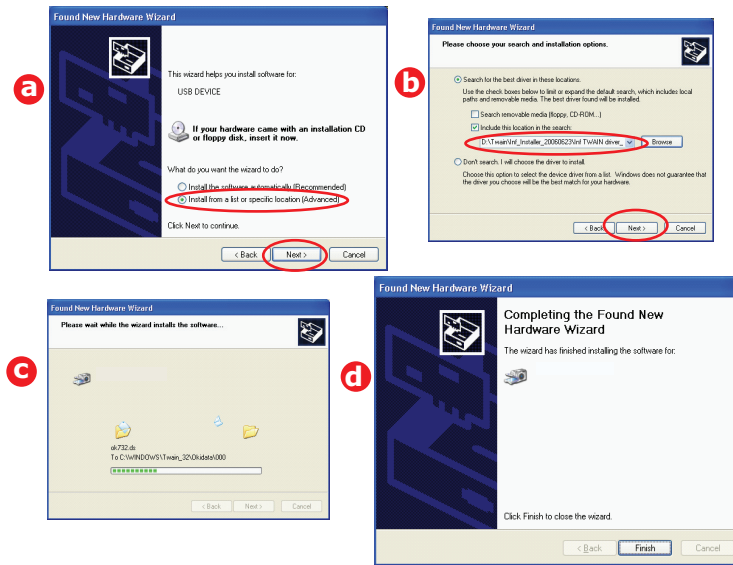 a
Found New Hardware Wizard
This wizard helps you install software for:
USB DEVICE
If your hardware came with an installation CD
or floppy disk, insert it now.
What do you want the wizard to do?
Install the software automatically (Recommended)
Install from a list or specific location (Advanced)
Click Next to continue.
< Back
Next >
Cancel
b
Found New Hardware Wizard
Please choose your search and installation options.
Search for the best driver in these locations.
Use the check boxes below to limit or expand the default search, which includes local
paths and removable media. The best driver found will be installed.
Search removable media (floppy, CD-ROM...)
Include this location in the search:
D:\Twain\Inf_Installer_20060623\Inf TWAIN driver_
Browse
Don't search. I will choose the driver to install.
Choose this option to select the device driver from a list. Windows does not guarantee that
the driver you choose will be the best match for your hardware.
< Back
Next >
Cancel
c
Found New Hardware Wizard
Please wait while the wizard installs the software...
ok732.ds
To C:\WINDOWS\Twain_32\Okidata\000
< Back
Next >
Cancel
d
Found New Hardware Wizard
Completing the Found New
Hardware Wizard
The wizard has finished installing the software for:
Click Finish to close the wizard.
< Back
Finish
Cancel